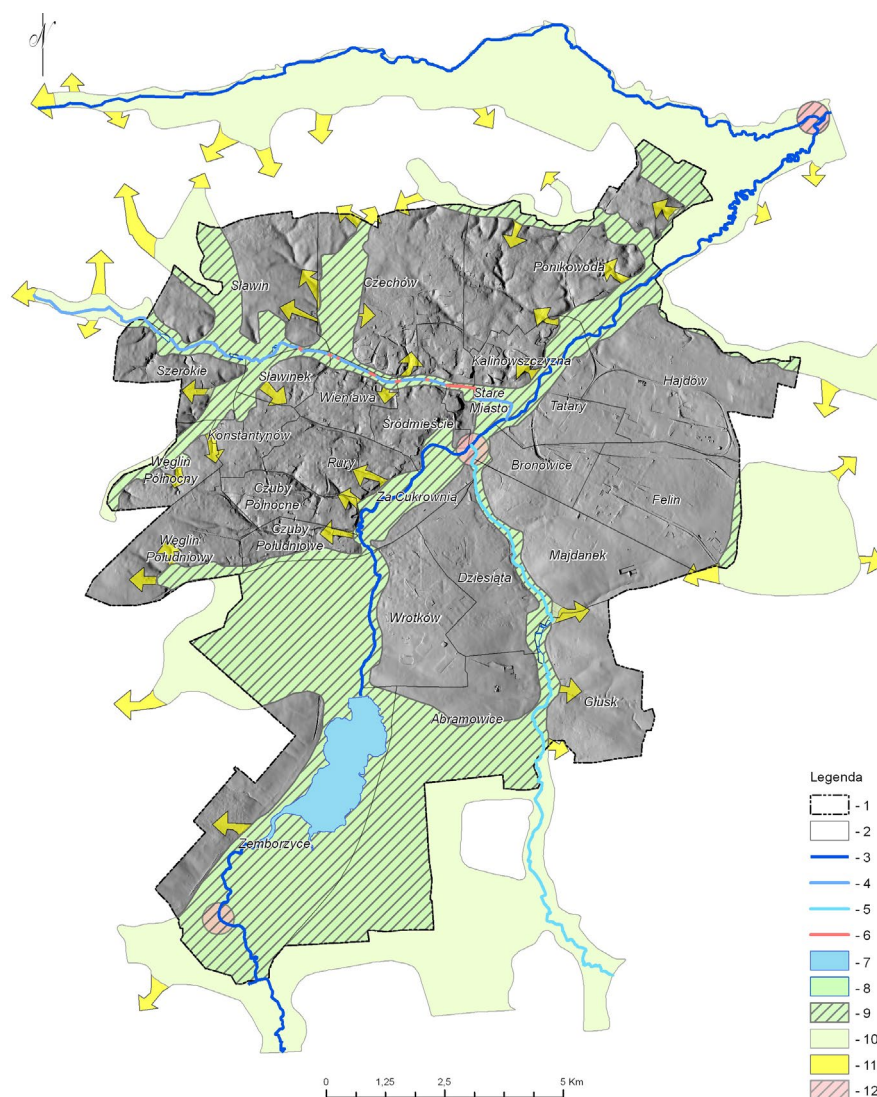 N
Ponikowoda
Sławin
Czechów
Kalinowszczyzna
Szerokie
Sławinek
Hajdów
Wieniawa
Stare
Miasto
Tatary
Śródmieście
Konstantynów
Węglin
Północny
Rury
Bronowice
Czuby
Północne
Za Cukrownią
Felin
Czuby
Południowe
Węglin
Południowy
Majdanek
Dziesiąta
Wrotków
Głusk
Abramowice
Zemborzyce
Legenda
- 1
- 2
- 3
- 4
- 5
- 6
- 7
- 8
- 9
- 10
- 11
- 12
0 1,25 2,5 5 Km